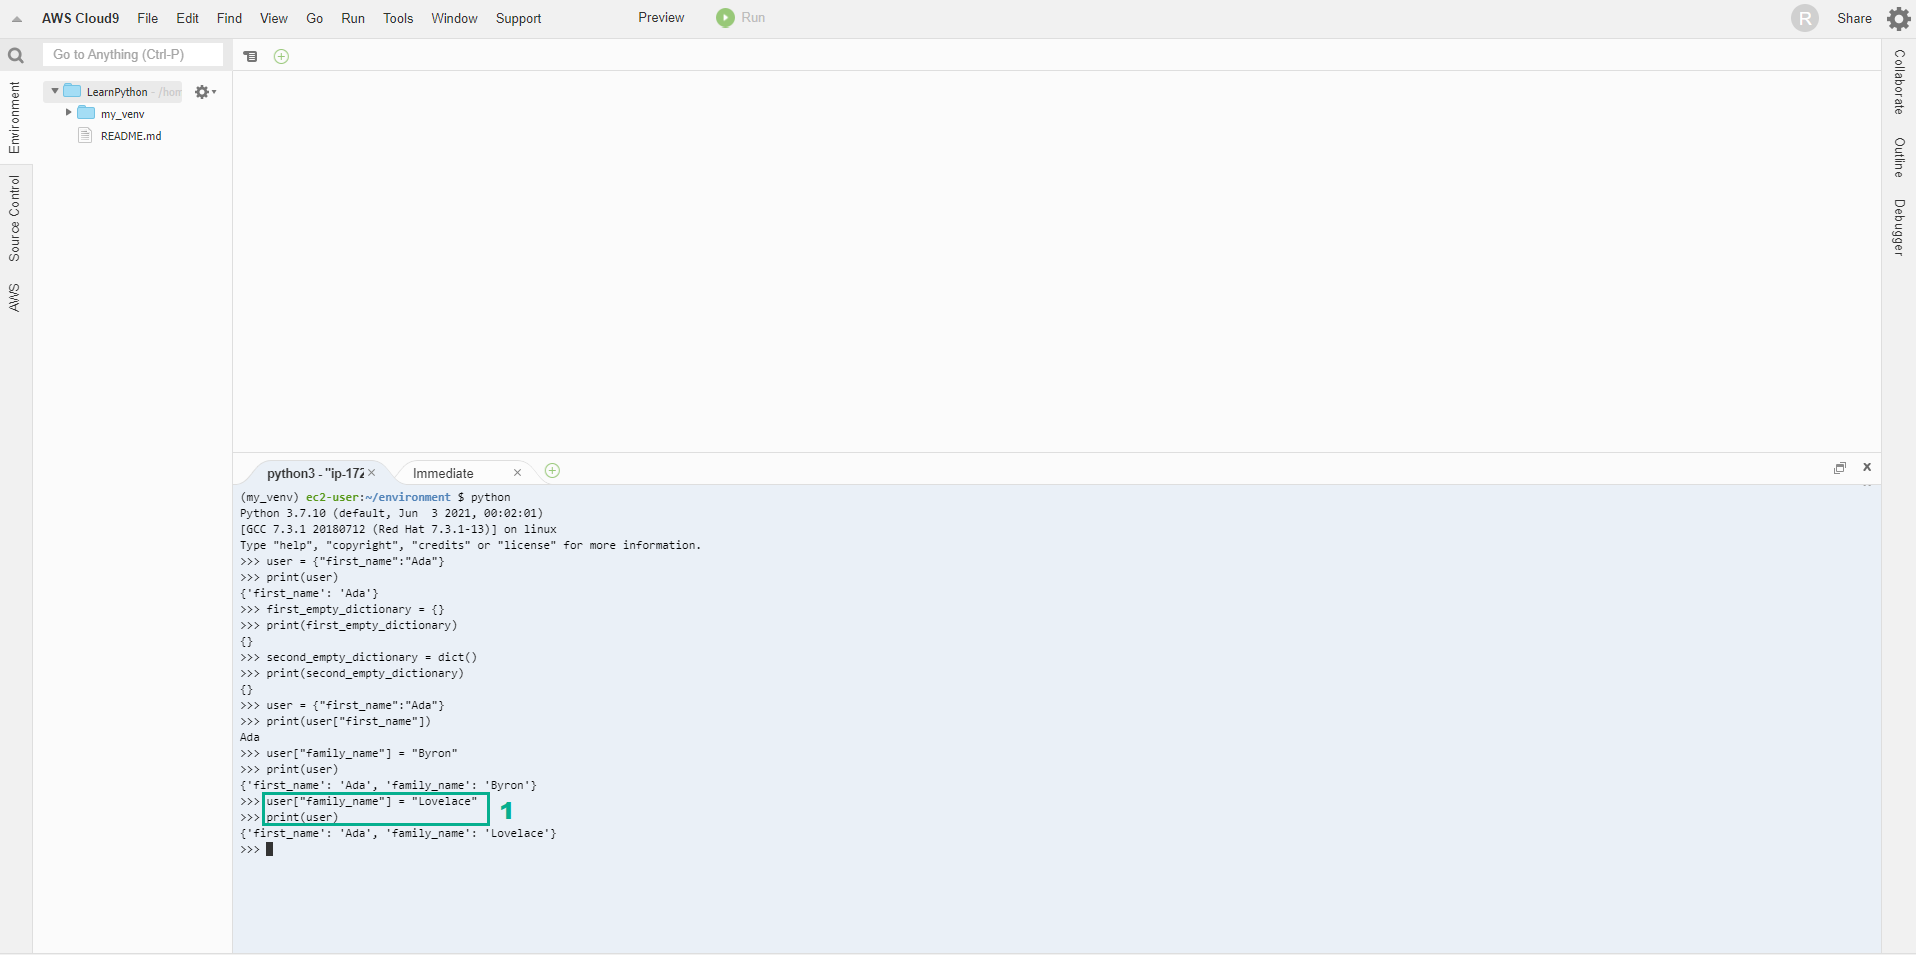 AWS Cloud9 File Edit Find View Go Run Tools Window Support Preview Run R Share
Go to Anything (Ctrl-P)
LearnPython - /hom
my_venv
README.md
Environment
Source Control
AWS
Collaborate
Outline
Debugger
python3 - "ip-172 × Immediate ×
(my_venv) ec2-user:~/environment $ python
Python 3.7.10 (default, Jun  3 2021, 00:02:01)
[GCC 7.3.1 20180712 (Red Hat 7.3.1-13)] on linux
Type "help", "copyright", "credits" or "license" for more information.
>>> user = {"first_name":"Ada"}
>>> print(user)
{'first_name': 'Ada'}
>>> first_empty_dictionary = {}
>>> print(first_empty_dictionary)
{}
>>> second_empty_dictionary = dict()
>>> print(second_empty_dictionary)
{}
>>> user = {"first_name":"Ada"}
>>> print(user["first_name"])
Ada
>>> user["family_name"] = "Byron"
>>> print(user)
{'first_name': 'Ada', 'family_name': 'Byron'}
>>> user["family_name"] = "Lovelace"
1
>>> print(user)
{'first_name': 'Ada', 'family_name': 'Lovelace'}
>>>